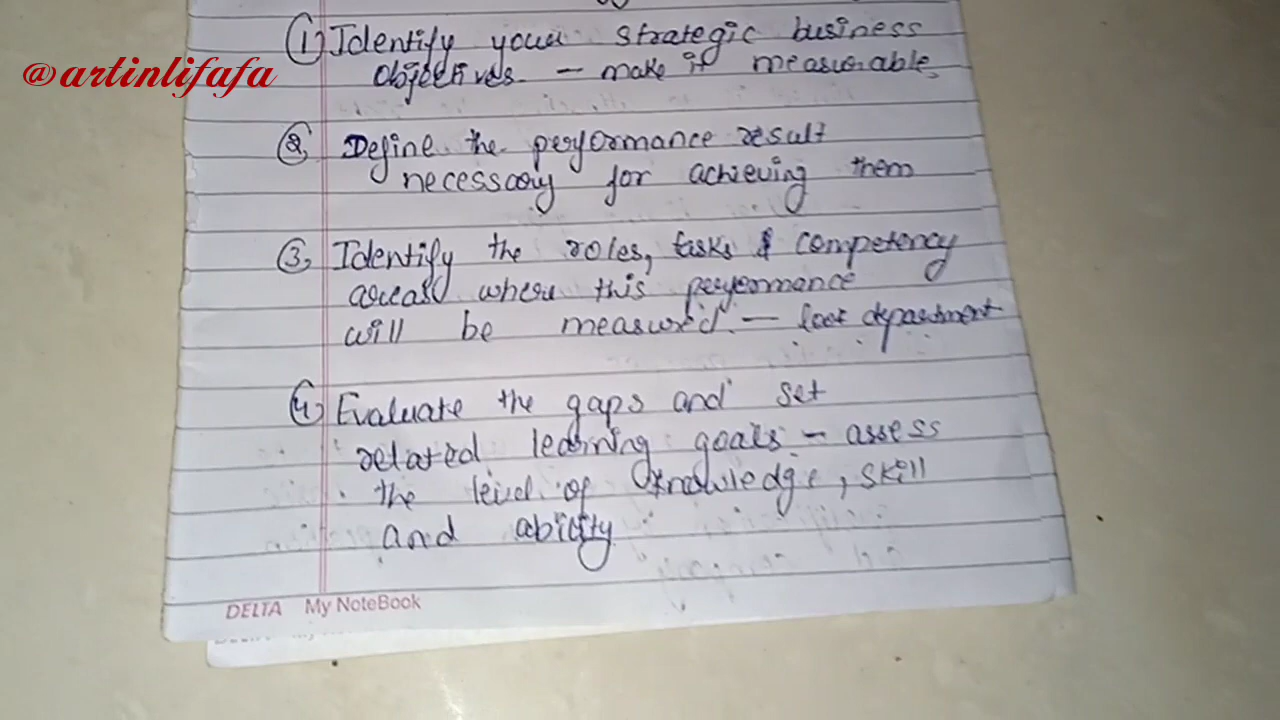 ① Identify your strategic business
@artinlifafa
objectives - make it measurable.
② Define the performance result
necessary for achieving them
③ Identify the roles, tasks & competency
areas where this performance
will be measured. - department
④ Evaluate the gaps and set
related learning goals - assess
the level of knowledge, skill
and ability
DELTA My NoteBook